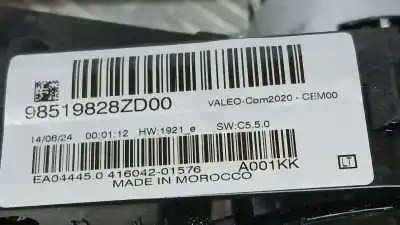 98519828ZD00
VALEO-Com2020 - CEM00
14/06/24 00:01:12 HW:1921_e SW:C5.5.0
EA04445.0 416042-01576 A001KK
LT
MADE IN MOROCCO